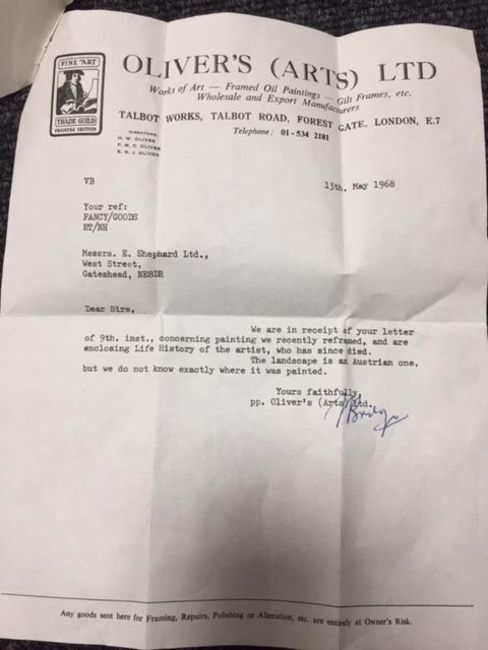 FINE ART
TRADE GUILD
FRAMERS SECTION
OLIVER'S (ARTS) LTD
Works of Art — Framed Oil Paintings — Gilt Frames, etc.
Wholesale and Export Manufacturers
TALBOT WORKS, TALBOT ROAD, FOREST GATE, LONDON, E.7
Telephone: 01-534 2181
DIRECTORS:
H. W. OLIVER
F. H. C. OLIVER
E. G. J. OLIVER
VB
13th. May 1968
Your ref:
FANCY/GOODS
ET/NH
Messrs. E. Shephard Ltd.,
West Street,
Gateshead,
Dear Sirs,
We are in receipt of your letter
of 9th. inst., concerning painting we recently reframed, and are
enclosing Life History of the artist, who has since died.
The landscape is an Austrian one,
but we do not know exactly where it was painted.
Yours faithfully,
pp. Oliver's (Arts) Ltd.
Any goods sent here for Framing, Repairs, Polishing or Alteration, etc. are entirely at Owner's Risk.